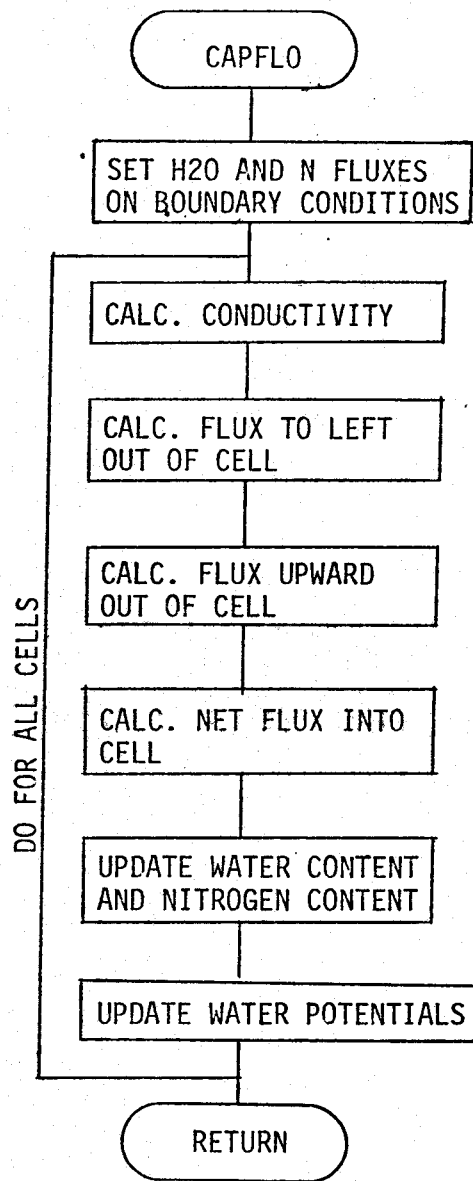 CAPFLO
SET H2O AND N FLUXES
ON BOUNDARY CONDITIONS
CALC. CONDUCTIVITY
CALC. FLUX TO LEFT
OUT OF CELL
CALC. FLUX UPWARD
OUT OF CELL
CALC. NET FLUX INTO
CELL
UPDATE WATER CONTENT
AND NITROGEN CONTENT
UPDATE WATER POTENTIALS
DO FOR ALL CELLS
RETURN